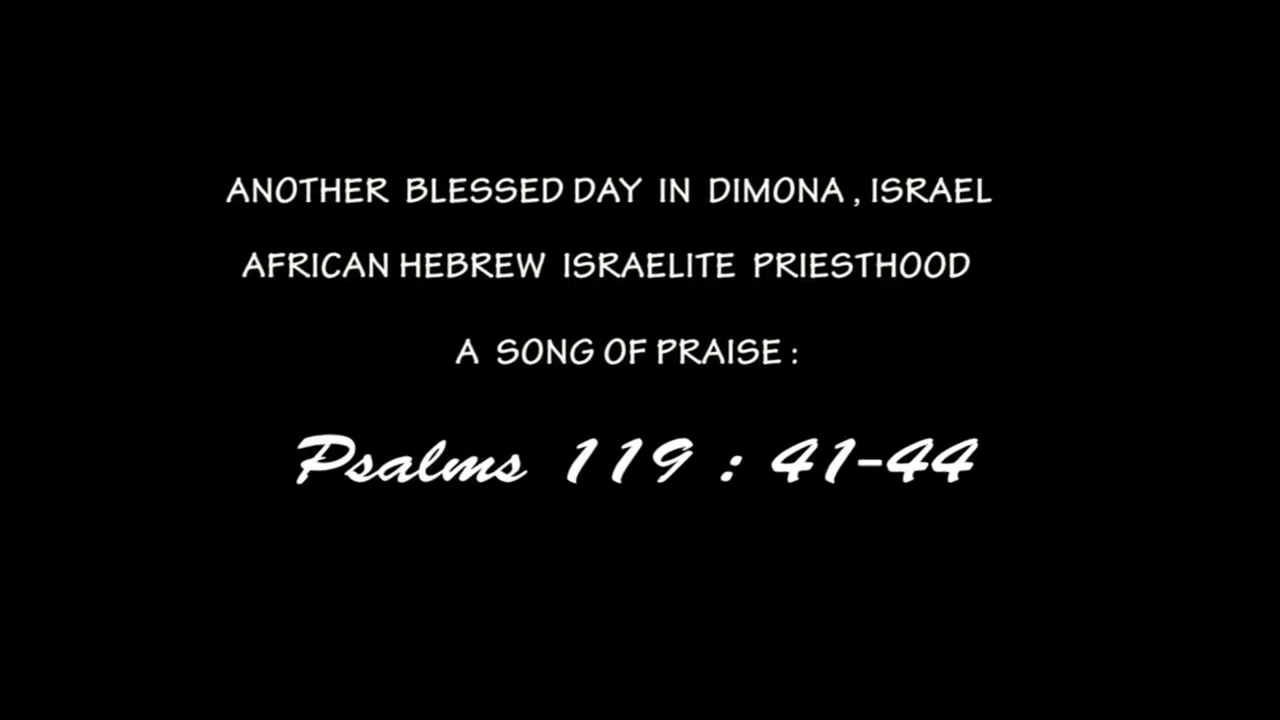 ANOTHER BLESSED DAY IN DIMONA , ISRAEL
AFRICAN HEBREW ISRAELITE PRIESTHOOD
A SONG OF PRAISE :
Psalms 119 : 41-44